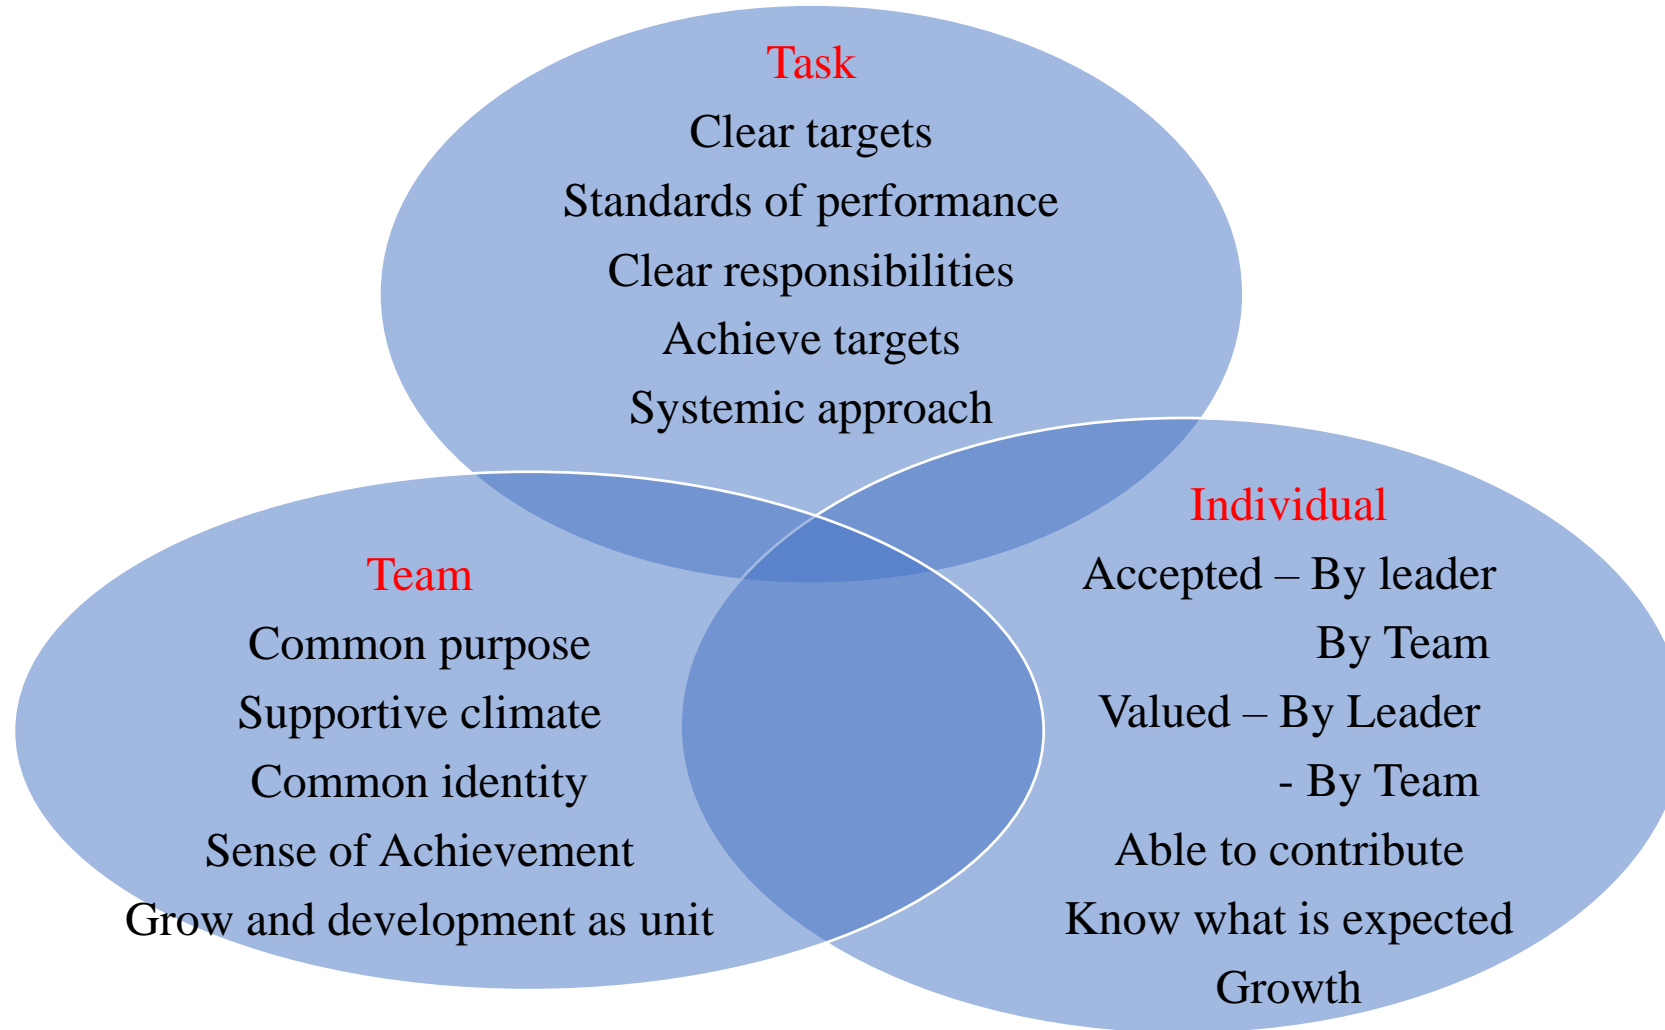 Task
Clear targets
Standards of performance
Clear responsibilities
Achieve targets
Systemic approach
Team
Common purpose
Supportive climate
Common identity
Sense of Achievement
Grow and development as unit
Individual
Accepted – By leader
By Team
Valued – By Leader
- By Team
Able to contribute
Know what is expected
Growth